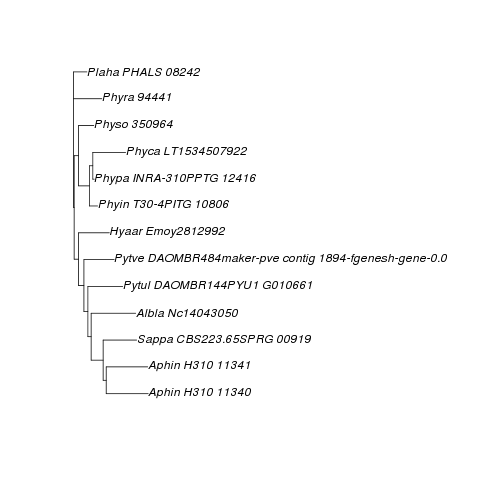 Plaha PHALS 08242
Phyra 94441
Physo 350964
Phyca LT1534507922
Phypa INRA-310PPTG 12416
Phyin T30-4PITG 10806
Hyaar Emoy2812992
Pytve DAOMBR484maker-pve contig 1894-fgenesh-gene-0.0
Pytul DAOMBR144PYU1 G010661
Albla Nc14043050
Sappa CBS223.65SPRG 00919
Aphin H310 11341
Aphin H310 11340